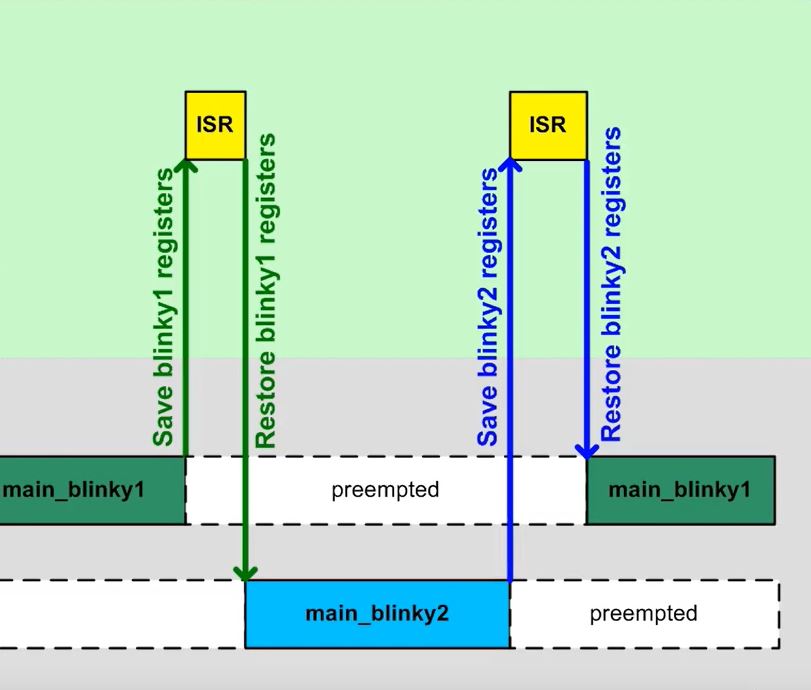 ISR
ISR
Save blinky1 registers
Restore blinky1 registers
Save blinky2 registers
Restore blinky2 registers
main_blinky1
preempted
main_blinky1
main_blinky2
preempted